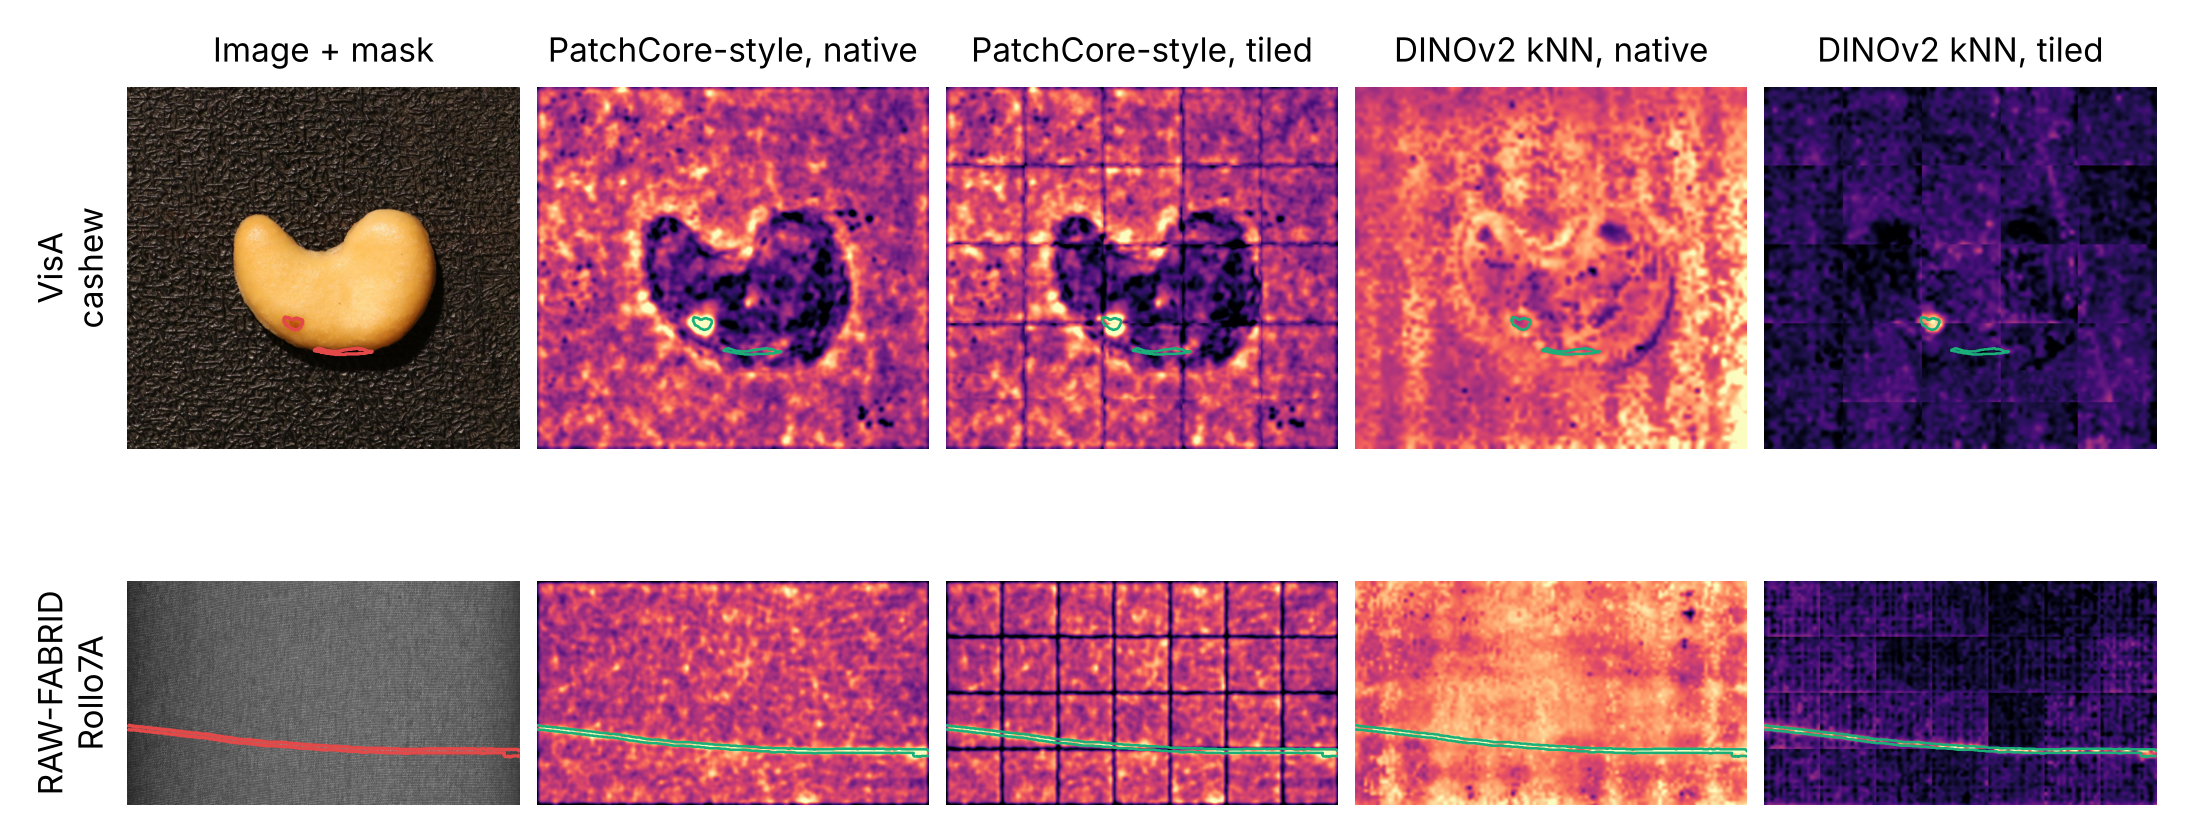 Image + mask
PatchCore-style, native
PatchCore-style, tiled
DINOv2 kNN, native
DINOv2 kNN, tiled
VisA
cashew
RAW-FABRID
Rollo7A